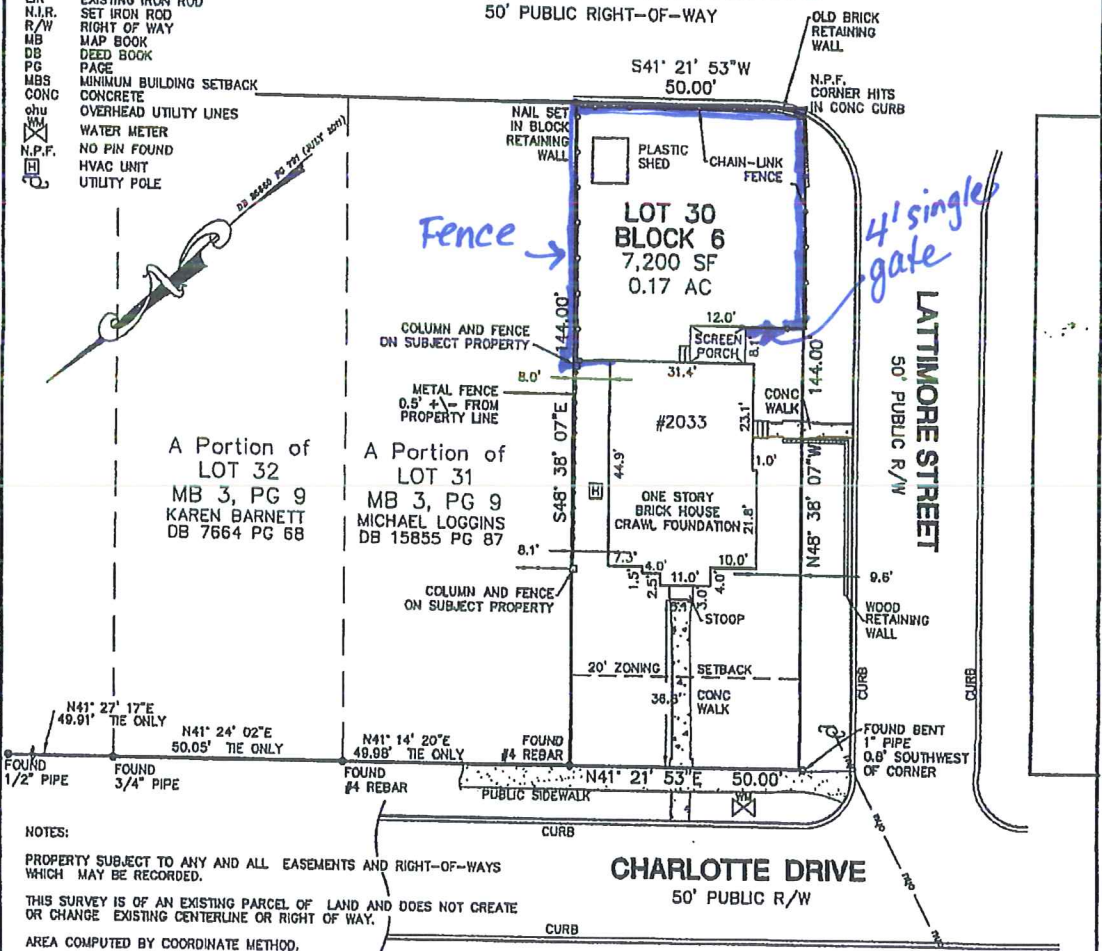 EXISTING IRON ROD
N.I.R. SET IRON ROD
R/W RIGHT OF WAY
MB MAP BOOK
DB DEED BOOK
PG PAGE
MBS MINIMUM BUILDING SETBACK
CONC CONCRETE
ohu OVERHEAD UTILITY LINES
WM WATER METER
N.P.F. NO PIN FOUND
H HVAC UNIT
UTILITY POLE
50' PUBLIC RIGHT-OF-WAY
OLD BRICK
RETAINING
WALL
S41° 21' 53"W
50.00'
N.P.F.
CORNER HITS
IN CONC CURB
NAIL SET
IN BLOCK
RETAINING
WALL
PLASTIC
SHED
CHAIN-LINK
FENCE
(JULY 2011)
LOT 30
BLOCK 6
7,200 SF
0.17 AC
Fence
4' single
gate
LATTIMORE STREET
50' PUBLIC R/W
144.00'
S48° 38' 07"E
144.00'
N48° 38' 07"W
COLUMN AND FENCE
ON SUBJECT PROPERTY
12.0'
SCREEN
PORCH
8.1'
31.4'
8.0'
METAL FENCE
0.5' +\- FROM
PROPERTY LINE
CONC
WALK
#2033
23.1'
1.0'
44.9'
H
ONE STORY
BRICK HOUSE
CRAWL FOUNDATION
21.8'
A Portion of
LOT 32
MB 3, PG 9
KAREN BARNETT
DB 7664 PG 68
A Portion of
LOT 31
MB 3, PG 9
MICHAEL LOGGINS
DB 15855 PG 87
8.1'
7.3'
4.0'
10.0'
1.5'
2.5'
11.0'
3.0'
4.0'
9.6'
COLUMN AND FENCE
ON SUBJECT PROPERTY
STOOP
WOOD
RETAINING
WALL
20' ZONING SETBACK
CONC
WALK
CURB
CURB
N41° 27' 17"E
49.91' TIE ONLY
N41° 24' 02"E
50.05' TIE ONLY
N41° 14' 20"E
49.98' TIE ONLY
FOUND
#4 REBAR
FOUND BENT
1" PIPE
0.8' SOUTHWEST
OF CORNER
FOUND
1/2" PIPE
FOUND
3/4" PIPE
FOUND
#4 REBAR
N41° 21' 53"E 50.00'
PUBLIC SIDEWALK
WM
CURB
ohu
ohu
ohu
NOTES:
PROPERTY SUBJECT TO ANY AND ALL EASEMENTS AND RIGHT-OF-WAYS
WHICH MAY BE RECORDED.
THIS SURVEY IS OF AN EXISTING PARCEL OF LAND AND DOES NOT CREATE
OR CHANGE EXISTING CENTERLINE OR RIGHT OF WAY.
AREA COMPUTED BY COORDINATE METHOD.
CHARLOTTE DRIVE
50' PUBLIC R/W
CURB